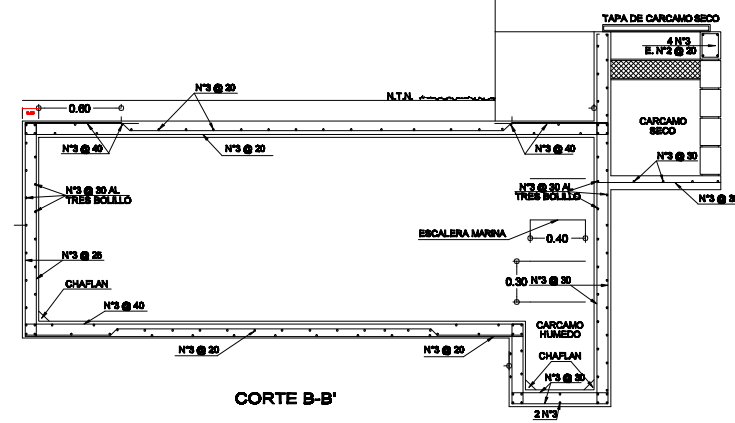 TAPA DE CARCAMO SECO
4 N°3
E. N°2 @ 20
N°3 @ 20
N.T.N.
0.60
CARCAMO
SECO
N°3 @ 40
N°3 @ 20
N°3 @ 40
N°3 @ 30
N°3 @ 30 AL
TRES BOLILLO
N°3 @ 30 AL
TRES BOLILLO
N°3 @ 3
ESCALERA MARINA
0.40
N°3 @ 25
CHAFLAN
0.30
N°3 @ 30
N°3 @ 40
CARCAMO
HUMEDO
N°3 @ 20
N°3 @ 20
CHAFLAN
N°3 @ 30
CORTE B-B'
2 N°3